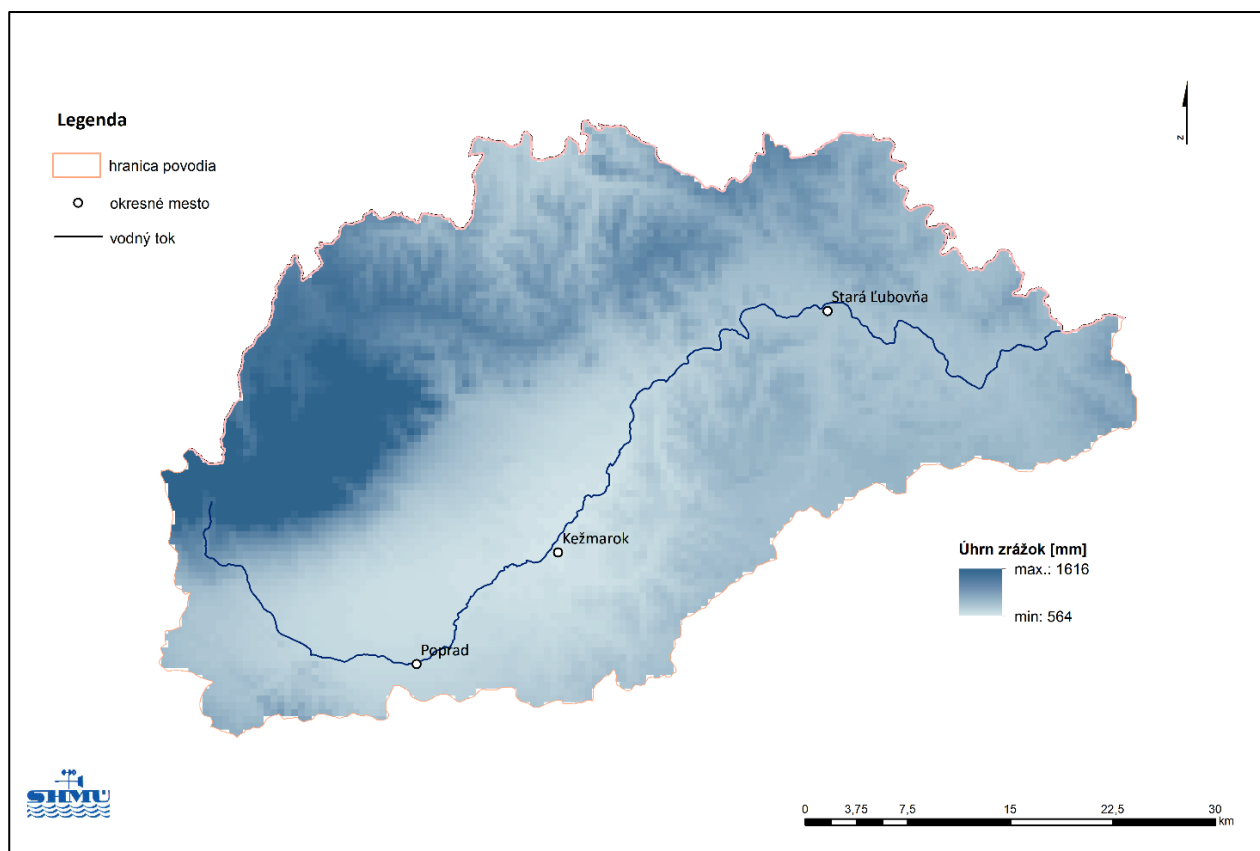 Legenda
hranica povodia
okresné mesto
vodný tok
z
Stará Ľubovňa
Kežmarok
Poprad
Úhrn zrážok [mm]
max.: 1616
min: 564
SHMÚ
0 3,75 7,5 15 22,5 30
km